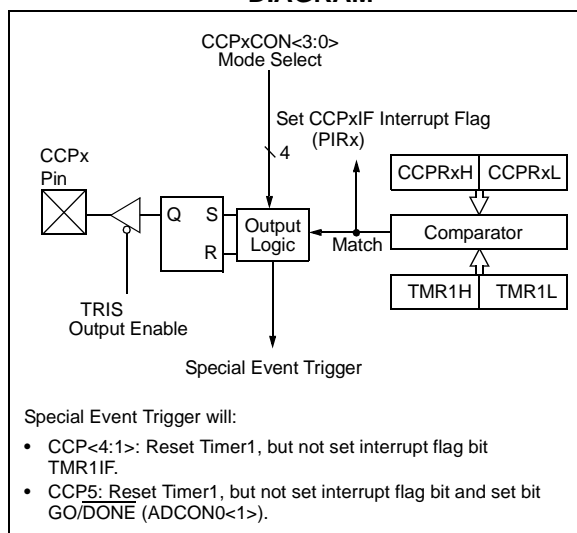 CCPxCON<3:0>
Mode Select
Set CCPxIF Interrupt Flag
(PIRx)
4
CCPx
Pin
CCPRxH CCPRxL
Q S
R
Output
Logic
Match
Comparator
TMR1H TMR1L
TRIS
Output Enable
Special Event Trigger
Special Event Trigger will:
• CCP<4:1>: Reset Timer1, but not set interrupt flag bit
TMR1IF.
• CCP5: Reset Timer1, but not set interrupt flag bit and set bit
GO/DONE (ADCON0<1>).